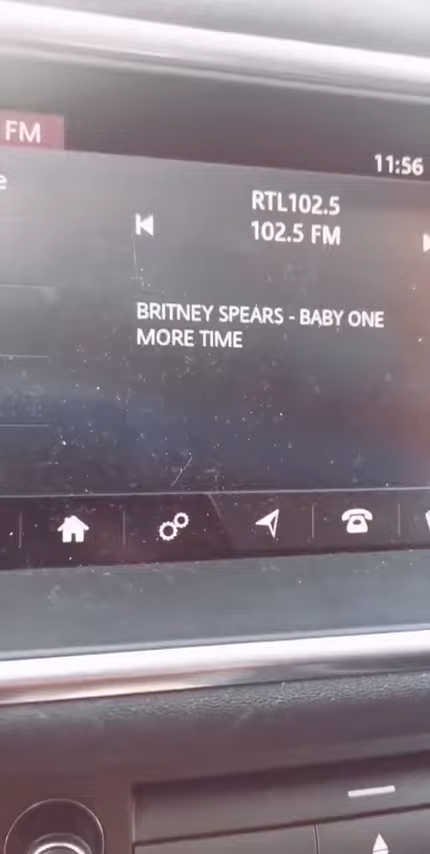 FM
11:56
e
RTL102.5
102.5 FM
BRITNEY SPEARS - BABY ONE
MORE TIME